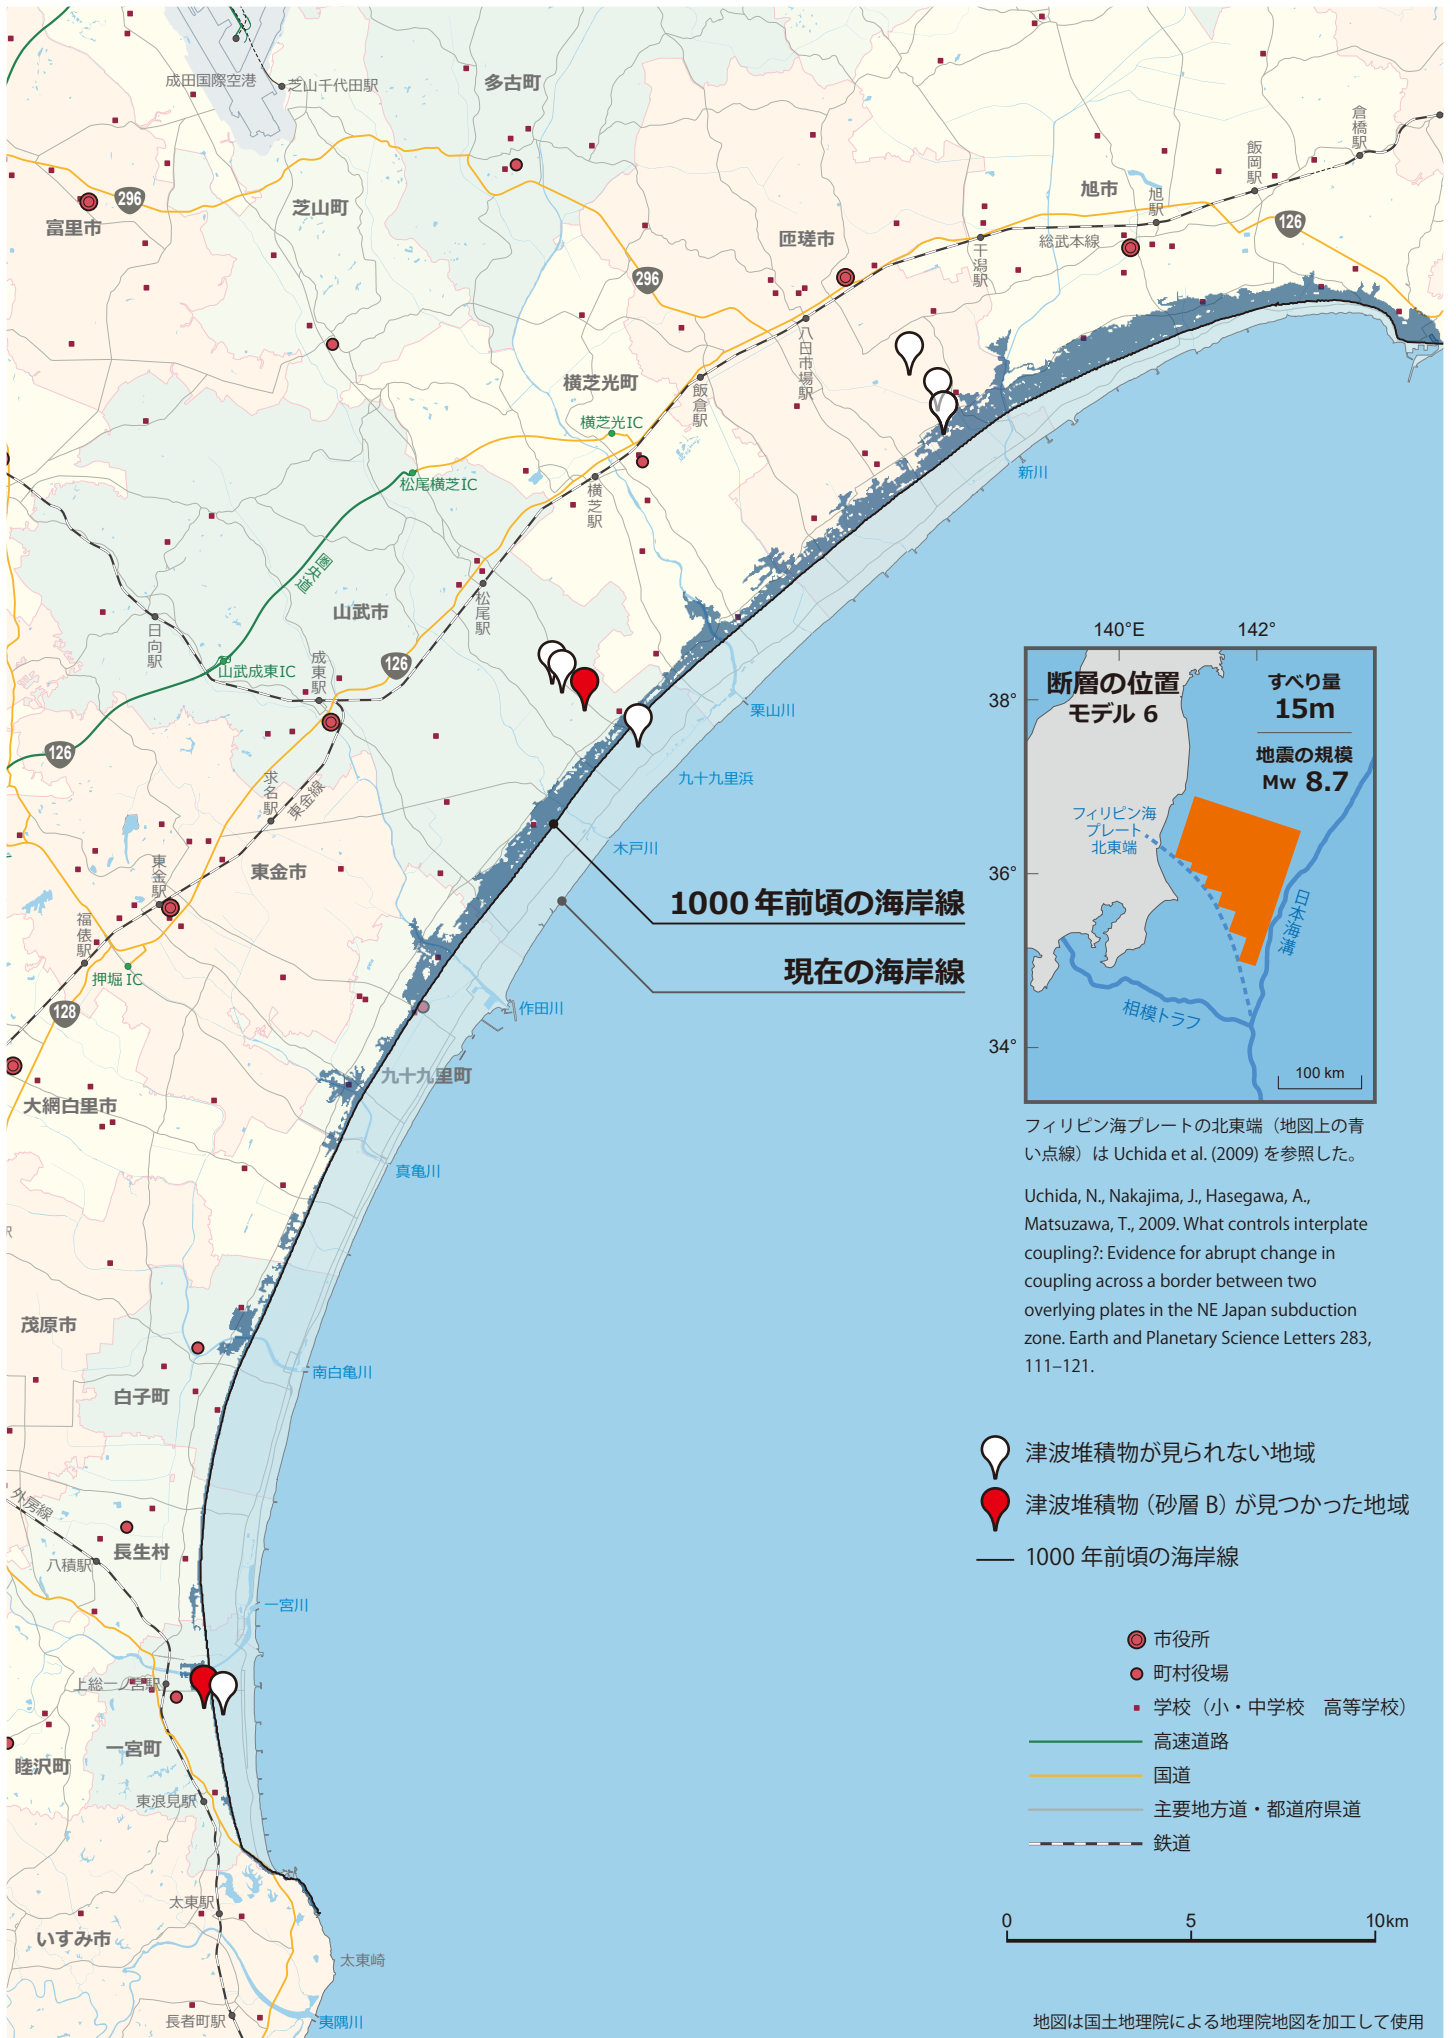 成田国際空港
芝山千代田駅
多古町
倉橋駅
飯岡駅
旭市
旭駅
296
富里市
芝山町
匝瑳市
干潟駅
総武本線
126
296
八日市場駅
横芝光町
飯倉駅
横芝光IC
松尾横芝IC
横芝駅
新川
圏央道
山武市
松尾駅
日向駅
成東駅
126
山武成東IC
栗山川
126
求名駅
東金線
九十九里浜
木戸川
東金駅
東金市
福俵駅
押堀IC
128
1000年前頃の海岸線
現在の海岸線
作田川
九十九里町
大網白里市
真亀川
茂原市
南白亀川
白子町
外房線
長生村
八積駅
一宮川
上総一ノ宮駅
一宮町
睦沢町
東浪見駅
太東駅
いすみ市
太東崎
長者町駅
夷隅川
140°E
142°
38°
36°
34°
断層の位置
モデル 6
すべり量
15m
地震の規模
Mw 8.7
フィリピン海
プレート
北東端
日本海溝
相模トラフ
100 km
フィリピン海プレートの北東端（地図上の青
い点線）は Uchida et al. (2009) を参照した。
Uchida, N., Nakajima, J., Hasegawa, A.,
Matsuzawa, T., 2009. What controls interplate
coupling?: Evidence for abrupt change in
coupling across a border between two
overlying plates in the NE Japan subduction
zone. Earth and Planetary Science Letters 283,
111–121.
津波堆積物が見られない地域
津波堆積物（砂層 B）が見つかった地域
1000 年前頃の海岸線
市役所
町村役場
学校（小・中学校　高等学校）
高速道路
国道
主要地方道・都道府県道
鉄道
0
5
10km
地図は国土地理院による地理院地図を加工して使用